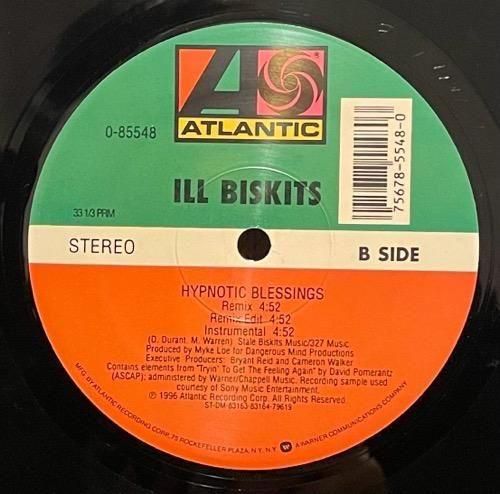 ATLANTIC
0-85548
75678-5548-0
ILL BISKITS
33 1/3 PRM
STEREO
B SIDE
HYPNOTIC BLESSINGS
Remix 4:52
Remix Edit 4:52
Instrumental 4:52
(D. Durant, M. Warren) Stale Biskits Music/327 Music
Produced by Myke Loe for Dangerous Mind Productions
Executive Producers: Bryant Reid and Cameron Walker
Contains elements from "Tryin' To Get The Feeling Again" by David Pomerantz
(ASCAP); administered by Warner/Chappell Music. Recording sample used
courtesy of Sony Music Entertainment.
℗ 1996 Atlantic Recording Corp. All Rights Reserved.
ST-DM-83163-83164-79619
MFG. BY ATLANTIC RECORDING CORP., 75 ROCKEFELLER PLAZA, N.Y. N.Y. A WARNER COMMUNICATIONS COMPANY